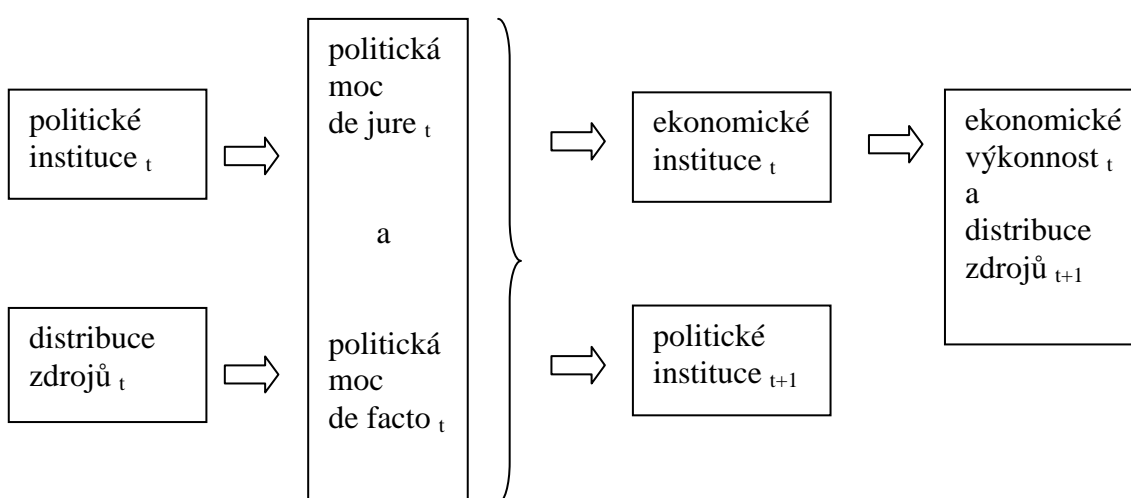 politické
instituce t
distribuce
zdrojů t
politická
moc
de jure t
a
politická
moc
de facto t
ekonomické
instituce t
politické
instituce t+1
ekonomické
výkonnost t
a
distribuce
zdrojů t+1